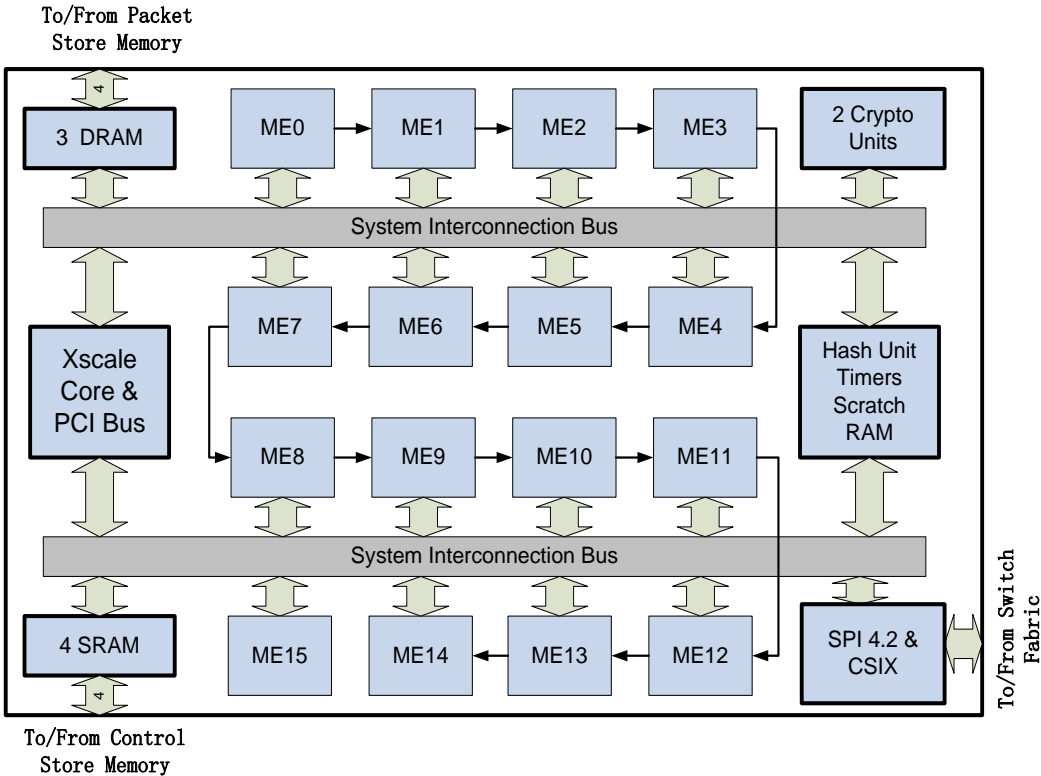 To/From Packet
Store Memory
4
3 DRAM
ME0
ME1
ME2
ME3
2 Crypto
Units
System Interconnection Bus
Xscale
Core &
PCI Bus
ME7
ME6
ME5
ME4
Hash Unit
Timers
Scratch
RAM
ME8
ME9
ME10
ME11
System Interconnection Bus
4 SRAM
ME15
ME14
ME13
ME12
SPI 4.2 &
CSIX
To/From Switch
Fabric
4
To/From Control
Store Memory